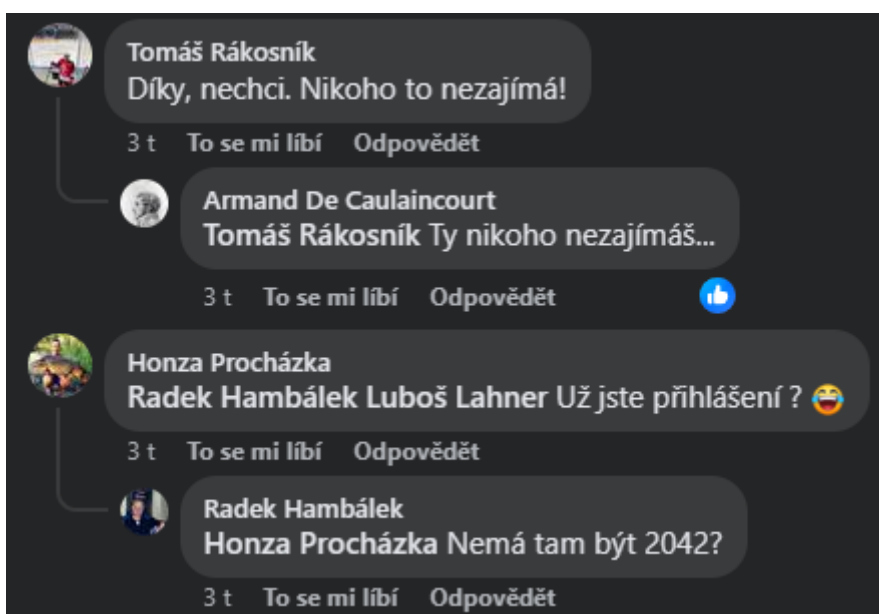 Tomáš Rákosník
Díky, nechci. Nikoho to nezajímá!
3 t To se mi líbí Odpovědět
Armand De Caulaincourt
Tomáš Rákosník Ty nikoho nezajímáš...
3 t To se mi líbí Odpovědět
Honza Procházka
Radek Hambálek Luboš Lahner Už jste přihlášení ? 😂
3 t To se mi líbí Odpovědět
Radek Hambálek
Honza Procházka Nemá tam být 2042?
3 t To se mi líbí Odpovědět